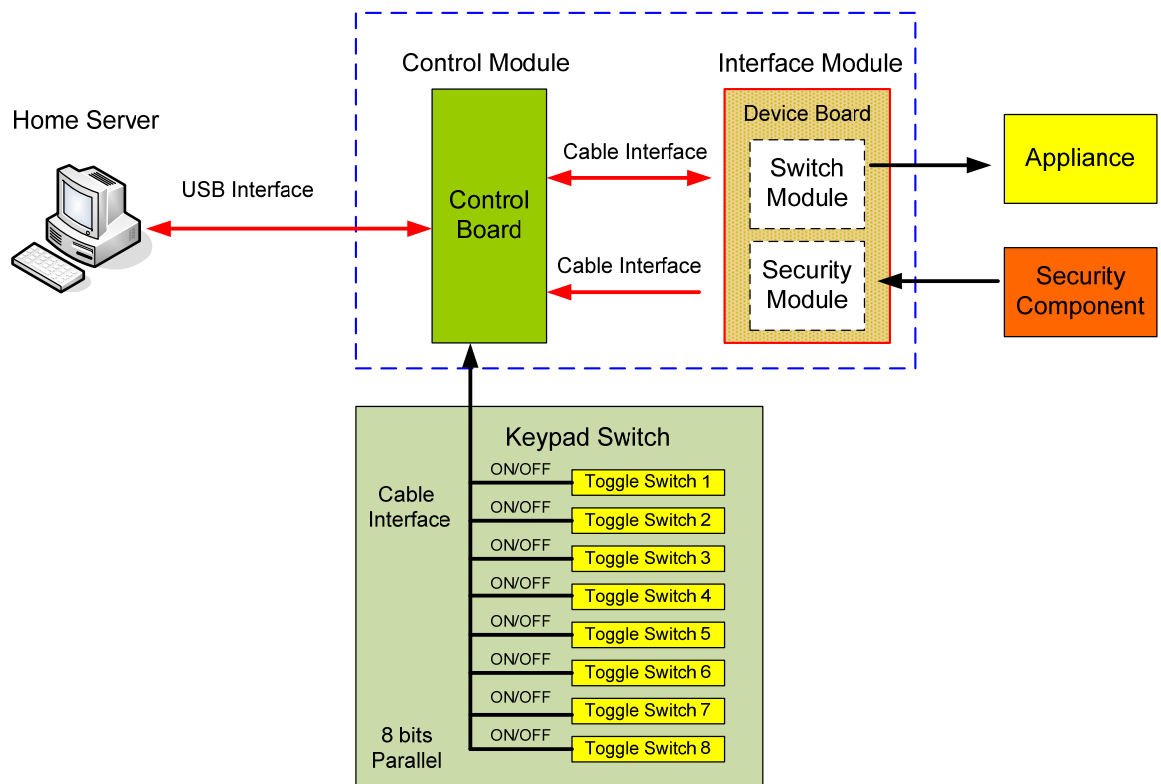 Control Module
Interface Module
Home Server
USB Interface
Control
Board
Cable Interface
Cable Interface
Device Board
Switch
Module
Security
Module
Appliance
Security
Component
Keypad Switch
Cable
Interface
ON/OFF
Toggle Switch 1
ON/OFF
Toggle Switch 2
ON/OFF
Toggle Switch 3
ON/OFF
Toggle Switch 4
ON/OFF
Toggle Switch 5
ON/OFF
Toggle Switch 6
ON/OFF
Toggle Switch 7
ON/OFF
Toggle Switch 8
8 bits
Parallel